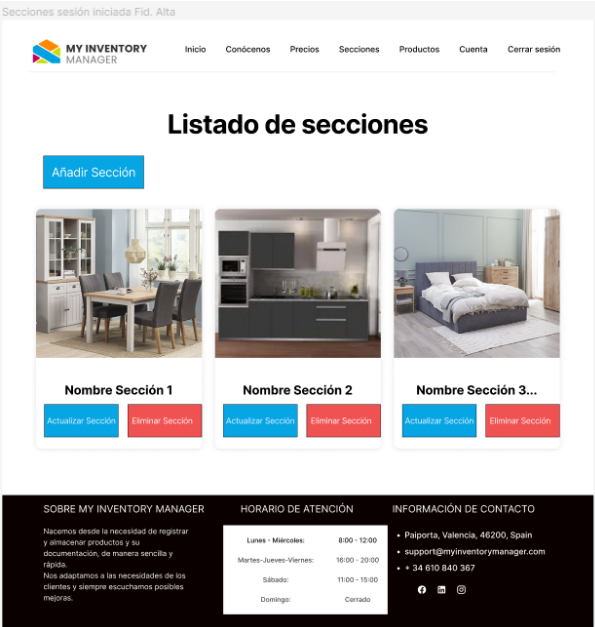 Secciones sesión iniciada Fid. Alta
MY INVENTORY
MANAGER
Inicio
Conócenos
Precios
Secciones
Productos
Cuenta
Cerrar sesión
Listado de secciones
Añadir Sección
Nombre Sección 1
Actualizar Sección
Eliminar Sección
Nombre Sección 2
Actualizar Sección
Eliminar Sección
Nombre Sección 3...
Actualizar Sección
Eliminar Sección
SOBRE MY INVENTORY MANAGER
Nacemos desde la necesidad de registrar
y almacenar productos y su
documentación, de manera sencilla y
rápida.
Nos adaptamos a las necesidades de los
clientes y siempre escuchamos posibles
mejoras.
HORARIO DE ATENCIÓN
Lunes - Miércoles: 8:00 - 12:00
Martes-Jueves-Viernes: 16:00 - 20:00
Sábado: 11:00 - 15:00
Domingo: Cerrado
INFORMACIÓN DE CONTACTO
• Paiporta, Valencia, 46200, Spain
• support@myinventorymanager.com
• + 34 610 840 367